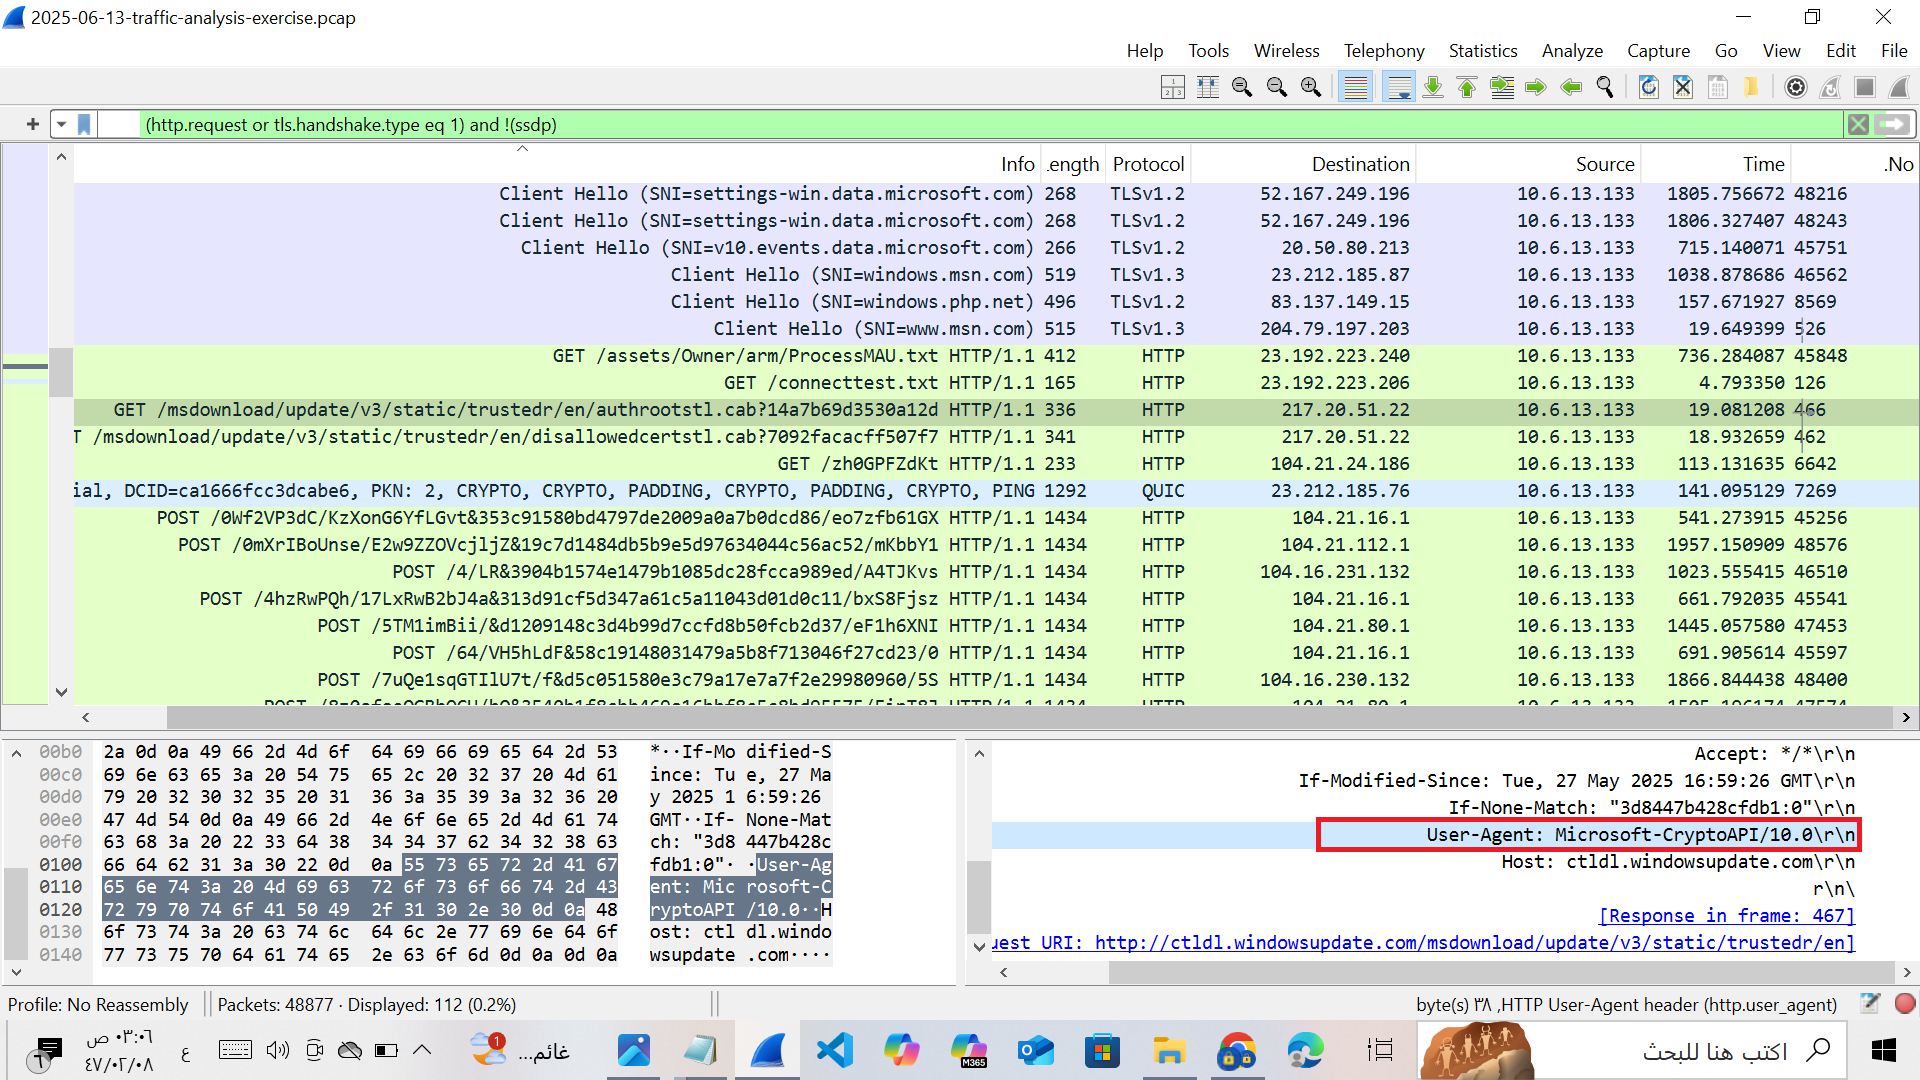 2025-06-13-traffic-analysis-exercise.pcap
Help Tools Wireless Telephony Statistics Analyze Capture Go View Edit File
(http.request or tls.handshake.type eq 1) and !(ssdp)
Info .ength Protocol Destination Source Time .No
Client Hello (SNI=settings-win.data.microsoft.com) 268 TLSv1.2 52.167.249.196 10.6.13.133 1805.756672 48216
Client Hello (SNI=settings-win.data.microsoft.com) 268 TLSv1.2 52.167.249.196 10.6.13.133 1806.327407 48243
Client Hello (SNI=v10.events.data.microsoft.com) 266 TLSv1.2 20.50.80.213 10.6.13.133 715.140071 45751
Client Hello (SNI=windows.msn.com) 519 TLSv1.3 23.212.185.87 10.6.13.133 1038.878686 46562
Client Hello (SNI=windows.php.net) 496 TLSv1.2 83.137.149.15 10.6.13.133 157.671927 8569
Client Hello (SNI=www.msn.com) 515 TLSv1.3 204.79.197.203 10.6.13.133 19.649399 526
GET /assets/Owner/arm/ProcessMAU.txt HTTP/1.1 412 HTTP 23.192.223.240 10.6.13.133 736.284087 45848
GET /connecttest.txt HTTP/1.1 165 HTTP 23.192.223.206 10.6.13.133 4.793350 126
GET /msdownload/update/v3/static/trustedr/en/authrootstl.cab?14a7b69d3530a12d 336 HTTP 217.20.51.22 10.6.13.133 19.081208 466
T /msdownload/update/v3/static/trustedr/en/disallowedcertstl.cab?7092facacff507f7 341 HTTP 217.20.51.22 10.6.13.133 18.932659 462
GET /zh0GPFZdKt HTTP/1.1 233 HTTP 104.21.24.186 10.6.13.133 113.131635 6642
ial, DCID=ca1666fcc3dcabe6, PKN: 2, CRYPTO, CRYPTO, PADDING, CRYPTO, PADDING, CRYPTO, PING 1292 QUIC 23.212.185.76 10.6.13.133 141.095129 7269
POST /0Wf2VP3dC/KzXonG6YfLGvt&353c91580bd4797de2009a0a7b0dcd86/eo7zfb61GX HTTP/1.1 1434 HTTP 104.21.16.1 10.6.13.133 541.273915 45256
POST /0mXrIBoUnse/E2w9ZZOVcjljZ&19c7d1484db5b9e5d97634044c56ac52/mKbbY1 HTTP/1.1 1434 HTTP 104.21.112.1 10.6.13.133 1957.150909 48576
POST /4/LR&3904b1574e1479b1085dc28fcca989ed/A4TJKvs HTTP/1.1 1434 HTTP 104.16.231.132 10.6.13.133 1023.555415 46510
POST /4hzRwPQh/17LxRwB2bJ4a&313d91cf5d347a61c5a11043d01d0c11/bxS8Fjsz HTTP/1.1 1434 HTTP 104.21.16.1 10.6.13.133 661.792035 45541
POST /5TM1imBii/&d1209148c3d4b99d7ccfd8b50fcb2d37/eF1h6XNI HTTP/1.1 1434 HTTP 104.21.80.1 10.6.13.133 1445.057580 47453
POST /64/VH5hLdF&58c19148031479a5b8f713046f27cd23/0 HTTP/1.1 1434 HTTP 104.21.16.1 10.6.13.133 691.905614 45597
POST /7uQe1sqGTIlU7t/f&d5c051580e3c79a17e7a7f2e29980960/5S HTTP/1.1 1434 HTTP 104.16.230.132 10.6.13.133 1866.844438 48400
00b0 2a 0d 0a 49 66 2d 4d 6f 64 69 66 69 65 64 2d 53 *··If-Mo dified-S
00c0 69 6e 63 65 3a 20 54 75 65 2c 20 32 37 20 4d 61 ince: Tu e, 27 Ma
00d0 79 20 32 30 32 35 20 31 36 3a 35 39 3a 32 36 20 y 2025 1 6:59:26
00e0 47 4d 54 0d 0a 49 66 2d 4e 6f 6e 65 2d 4d 61 74 GMT··If- None-Mat
00f0 63 68 3a 20 22 33 64 38 34 34 37 62 34 32 38 63 ch: "3d8 447b428c
0100 66 64 62 31 3a 30 22 0d 0a 55 73 65 72 2d 41 67 fdb1:0"· ·User-Ag
0110 65 6e 74 3a 20 4d 69 63 72 6f 73 6f 66 74 2d 43 ent: Mic rosoft-C
0120 72 79 70 74 6f 41 50 49 2f 31 30 2e 30 0d 0a 48 ryptoAPI /10.0··H
0130 6f 73 74 3a 20 63 74 6c 64 6c 2e 77 69 6e 64 6f ost: ctl dl.windo
0140 77 73 75 70 64 61 74 65 2e 63 6f 6d 0d 0a 0d 0a wsupdate .com····
Accept: */*\r\n
If-Modified-Since: Tue, 27 May 2025 16:59:26 GMT\r\n
If-None-Match: "3d8447b428cfdb1:0"\r\n
User-Agent: Microsoft-CryptoAPI/10.0\r\n
Host: ctldl.windowsupdate.com\r\n
r\n\
[Response in frame: 467]
uest URI: http://ctldl.windowsupdate.com/msdownload/update/v3/static/trustedr/en]
Profile: No Reassembly Packets: 48877 · Displayed: 112 (0.2%) byte(s) ٣٨ ,HTTP User-Agent header (http.user_agent)
٠٣:٠٦ ص
٤٧/٠٢/٠٨
٦
ع
1
غائم...
M365
اكتب هنا للبحث